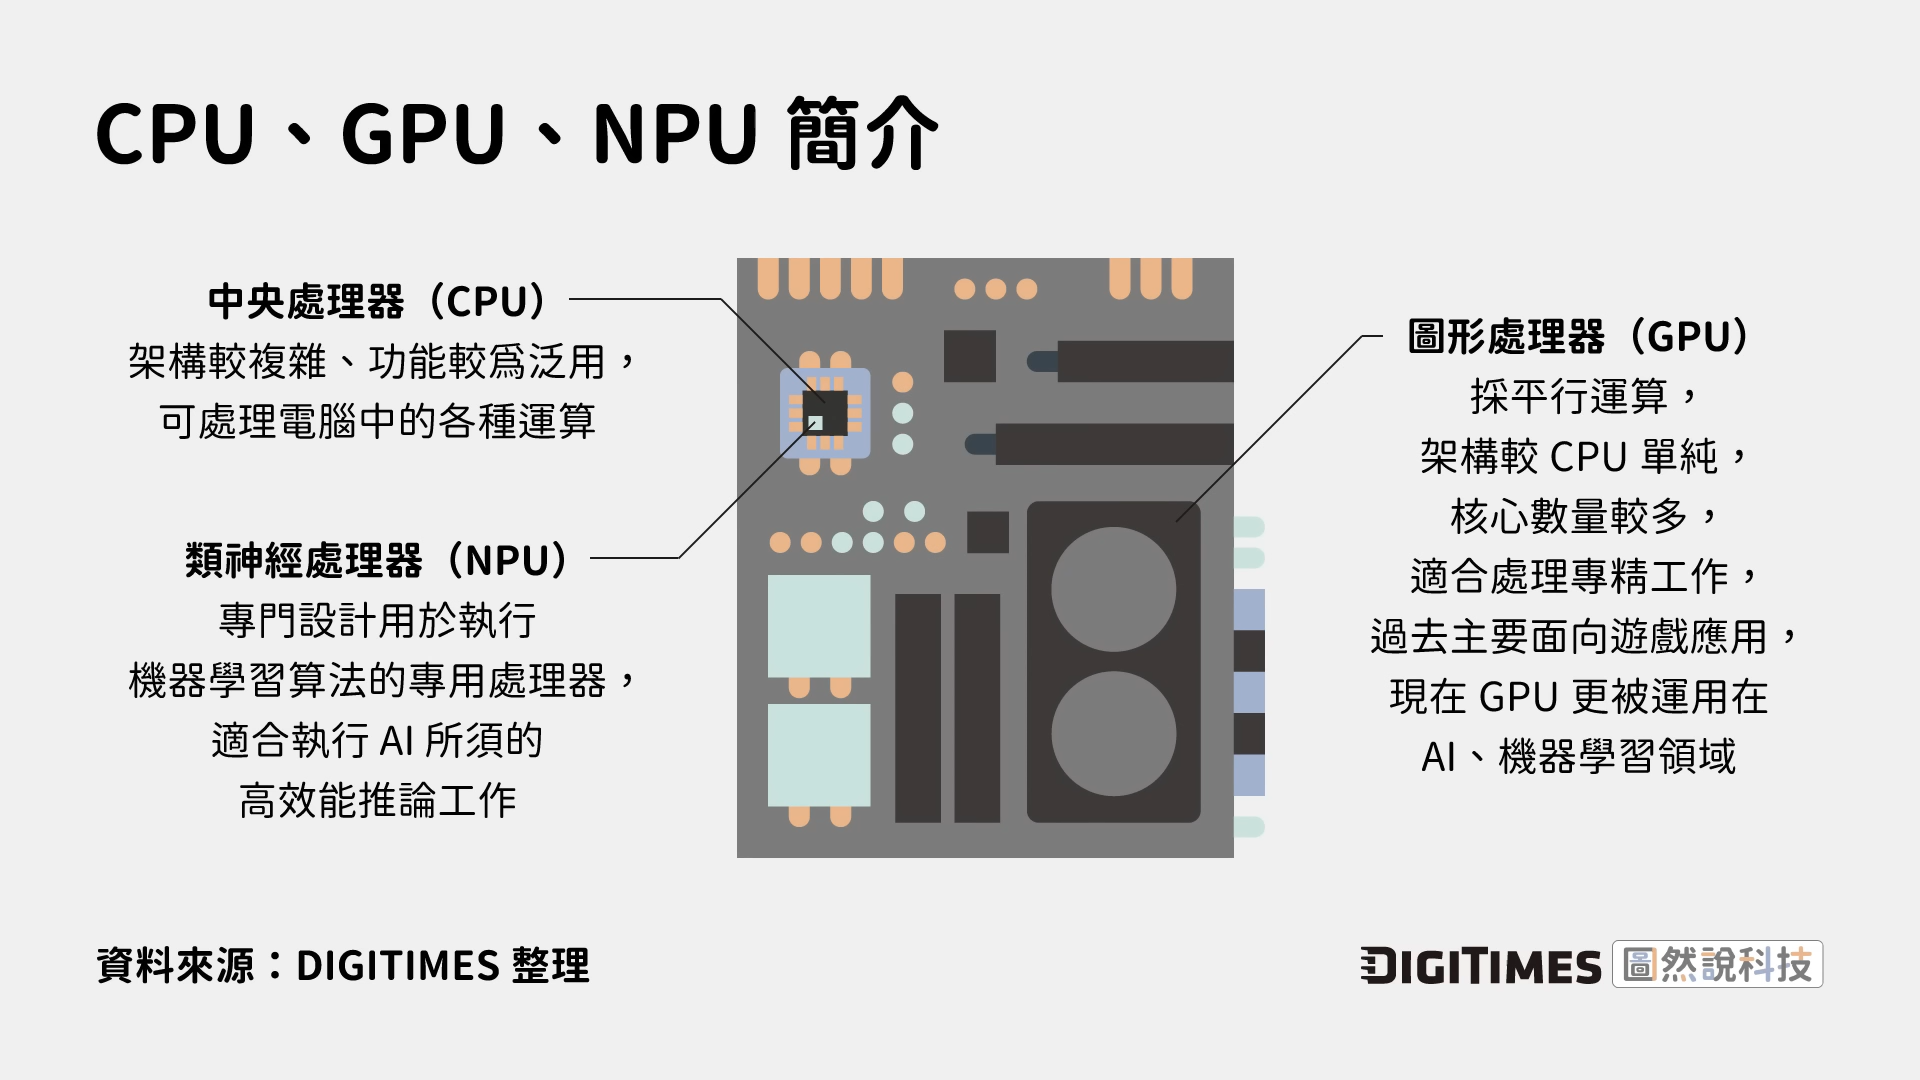 CPU、GPU、NPU 簡介
中央處理器（CPU）
架構較複雜、功能較爲泛用，
可處理電腦中的各種運算
類神經處理器（NPU）
專門設計用於執行
機器學習算法的專用處理器，
適合執行 AI 所須的
高效能推論工作
圖形處理器（GPU）
採平行運算，
架構較 CPU 單純，
核心數量較多，
適合處理專精工作，
過去主要面向遊戲應用，
現在 GPU 更被運用在
AI、機器學習領域
資料來源：DIGITIMES 整理
DIGITIMES 圖然說科技